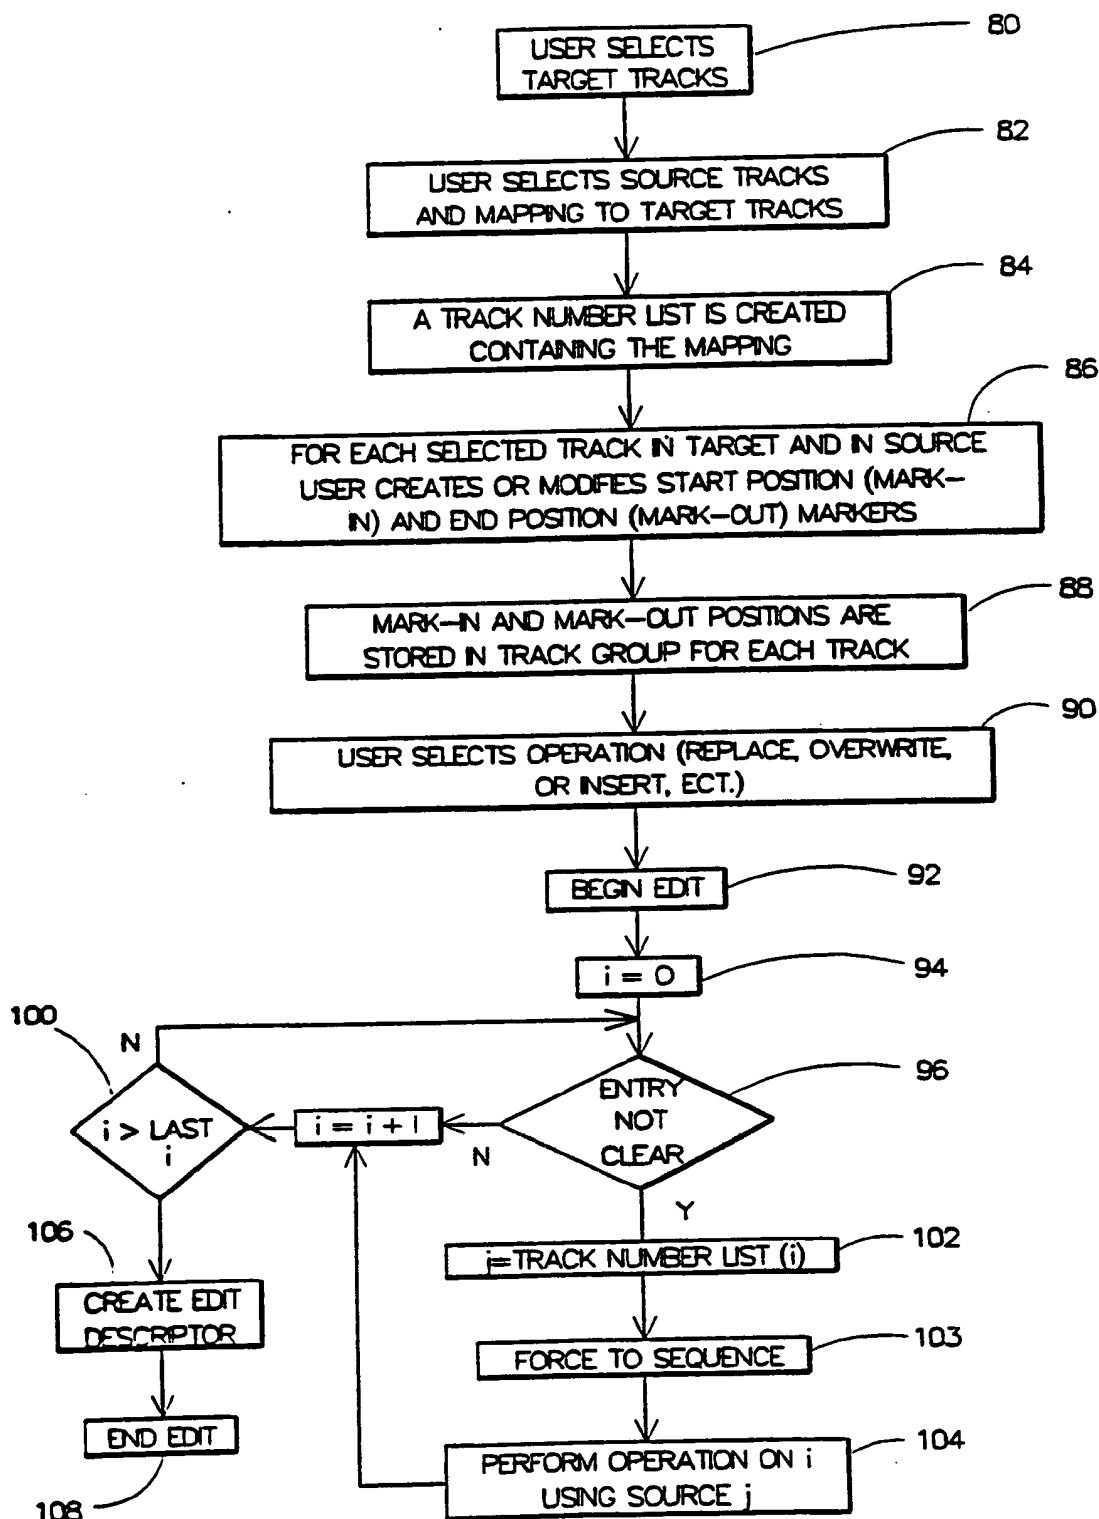 80
USER SELECTS
TARGET TRACKS
82
USER SELECTS SOURCE TRACKS
AND MAPPING TO TARGET TRACKS
84
A TRACK NUMBER LIST IS CREATED
CONTAINING THE MAPPING
86
FOR EACH SELECTED TRACK IN TARGET AND IN SOURCE
USER CREATES OR MODIFIES START POSITION (MARK-
IN) AND END POSITION (MARK-OUT) MARKERS
88
MARK-IN AND MARK-OUT POSITIONS ARE
STORED IN TRACK GROUP FOR EACH TRACK
90
USER SELECTS OPERATION (REPLACE, OVERWRITE,
OR INSERT, ECT.)
92
BEGIN EDIT
94
i = 0
100
N
96
ENTRY
NOT
CLEAR
i > LAST
i
i = i + 1
N
Y
106
102
j=TRACK NUMBER LIST (i)
CREATE EDIT
DESCRIPTOR
103
FORCE TO SEQUENCE
END EDIT
104
PERFORM OPERATION ON i
USING SOURCE j
108